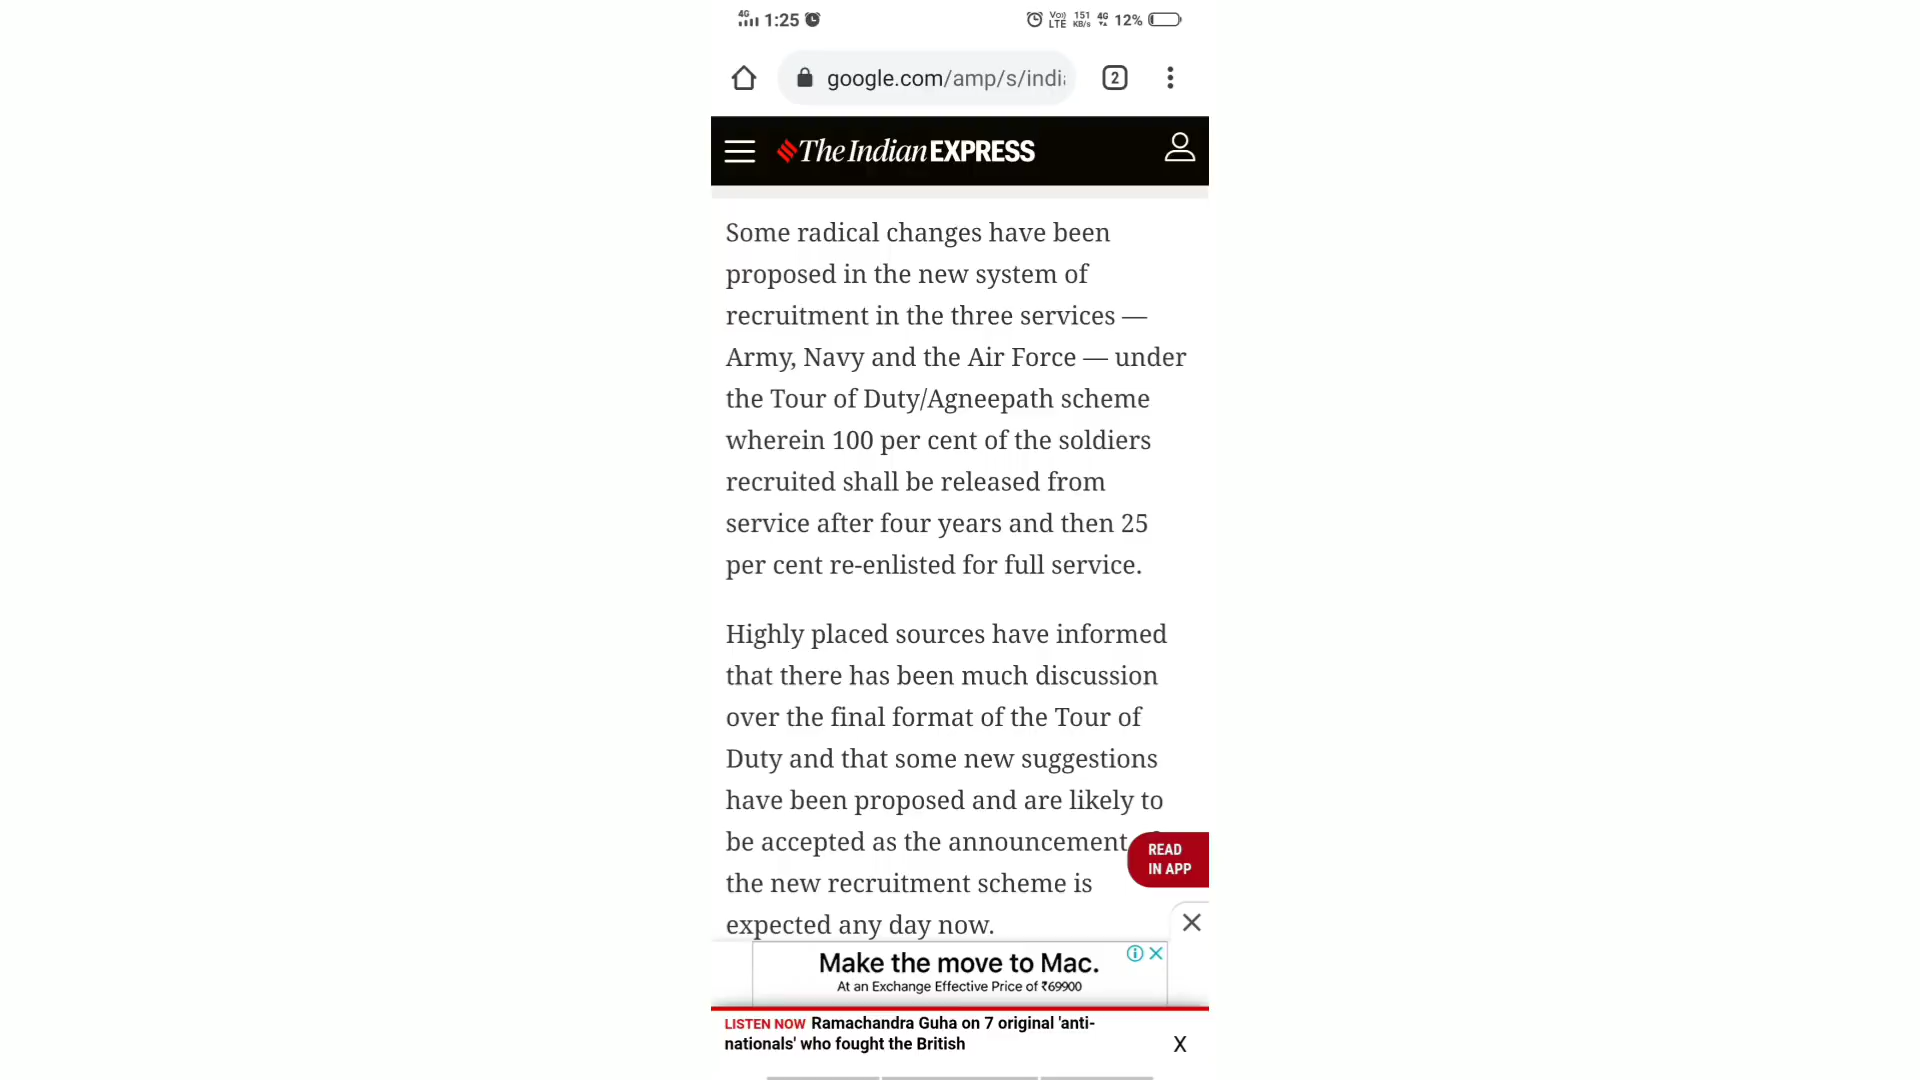 4G 1:25 Vo)) LTE 151 KB/s 4G 12%
google.com/amp/s/indi
2
The Indian EXPRESS
Some radical changes have been
proposed in the new system of
recruitment in the three services —
Army, Navy and the Air Force — under
the Tour of Duty/Agneepath scheme
wherein 100 per cent of the soldiers
recruited shall be released from
service after four years and then 25
per cent re-enlisted for full service.
Highly placed sources have informed
that there has been much discussion
over the final format of the Tour of
Duty and that some new suggestions
have been proposed and are likely to
be accepted as the announcement
the new recruitment scheme is
expected any day now.
READ
IN APP
Make the move to Mac.
At an Exchange Effective Price of ₹69900
LISTEN NOW Ramachandra Guha on 7 original 'anti-
nationals' who fought the British
X